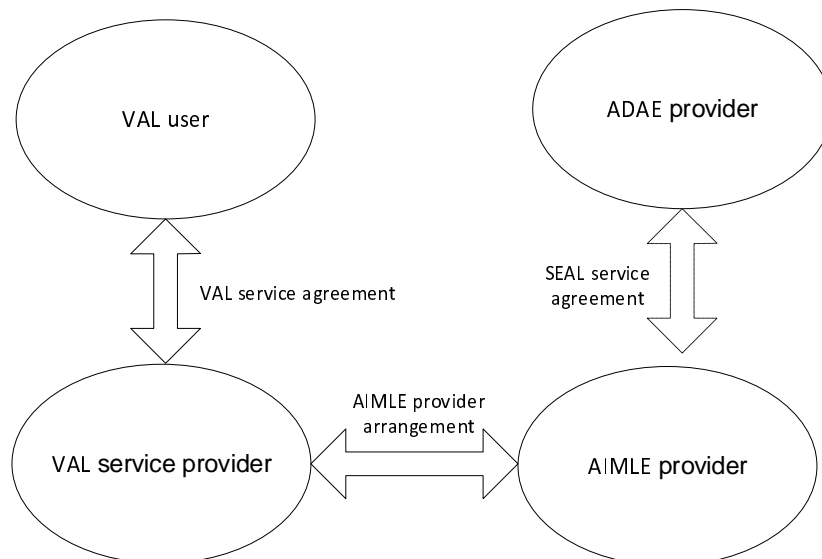 VAL user
ADAE provider
VAL service agreement
SEAL service
agreement
AIMLE provider
arrangement
VAL service provider
AIMLE provider